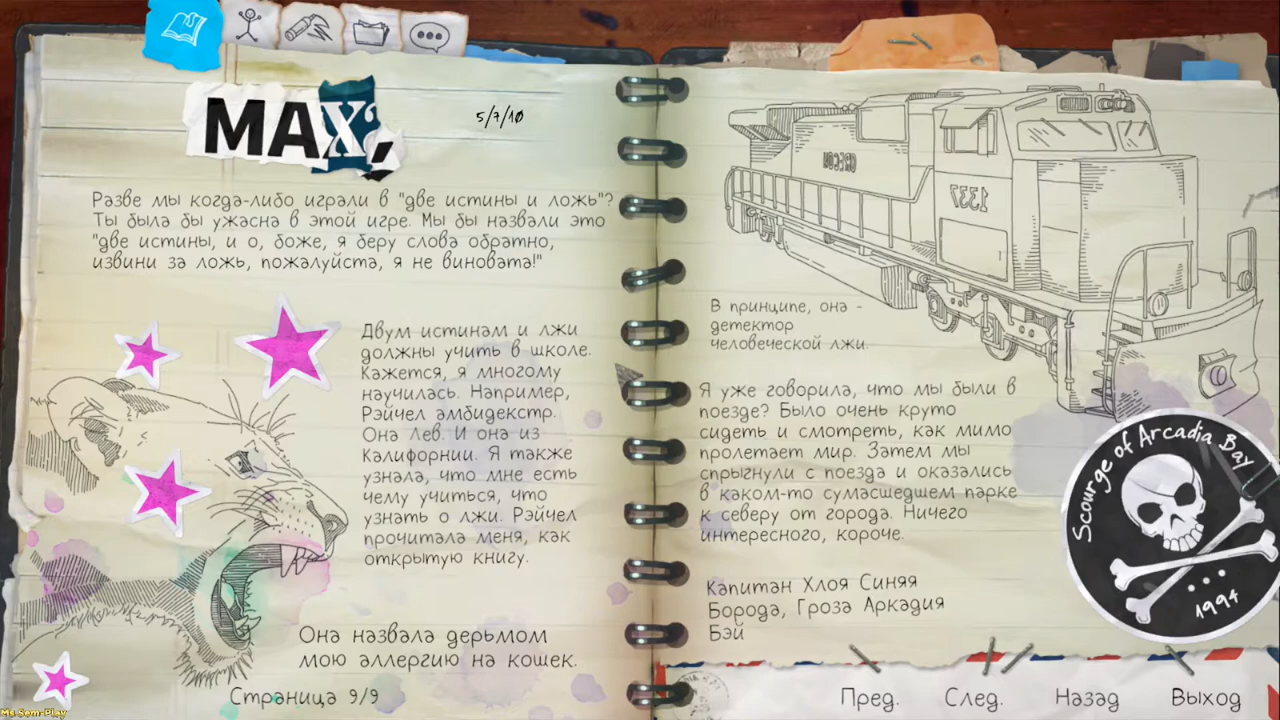 MAX,
5/7/10
Разве мы когда-либо играли в "две истины и ложь"?
Ты была бы ужасна в этой игре. Мы бы назвали это
"две истины, и о, боже, я беру слова обратно,
извини за ложь, пожалуйста, я не виновата!"
Двум истинам и лжи
должны учить в школе.
Кажется, я многому
научилась. Например,
Рэйчел амбидекстр.
Она Лев. И она из
Калифорнии. Я также
узнала, что мне есть
чему учиться, что
узнать о лжи. Рэйчел
прочитала меня, как
открытую книгу.
Она назвала дерьмом
мою аллергию на кошек.
Страница 9/9
OREGON
1337
В принципе, она -
детектор
человеческой лжи.
Я уже говорила, что мы были в
поезде? Было очень круто
сидеть и смотреть, как мимо
пролетает мир. Затем мы
спрыгнули с поезда и оказались
в каком-то сумасшедшем парке
к северу от города. Ничего
интересного, короче.
Капитан Хлоя Синяя
Борода, Гроза Аркадия
Бэй
Scourge of Arcadia Bay
1994
Пред. След. Назад Выход
Ms.Sem-Play